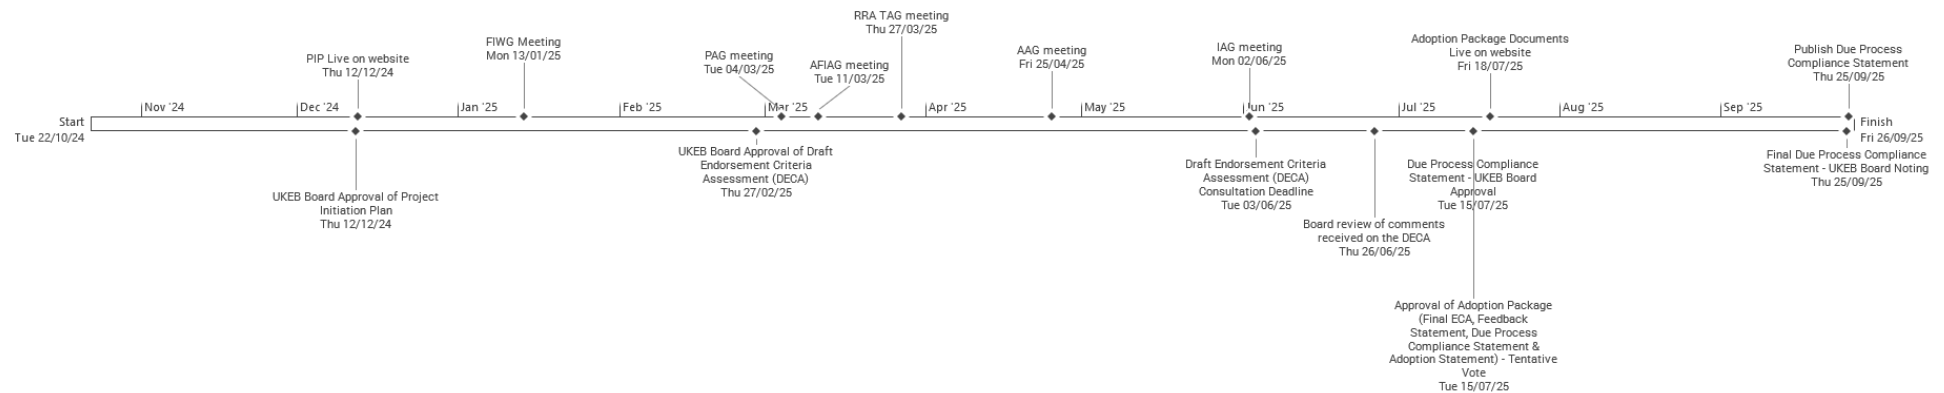 RRA TAG meeting
Thu 27/03/25
FIWG Meeting
Mon 13/01/25
Adoption Package Documents
Live on website
Fri 18/07/25
AAG meeting
Fri 25/04/25
IAG meeting
Mon 02/06/25
Publish Due Process
Compliance Statement
Thu 25/09/25
PIP Live on website
Thu 12/12/24
PAG meeting
Tue 04/03/25
AFIAG meeting
Tue 11/03/25
Nov '24
Dec '24
Jan '25
Feb '25
Mar '25
Apr '25
May '25
Jun '25
Jul '25
Aug '25
Sep '25
Start
Tue 22/10/24
Finish
Fri 26/09/25
UKEB Board Approval of Project
Initiation Plan
Thu 12/12/24
UKEB Board Approval of Draft
Endorsement Criteria
Assessment (DECA)
Thu 27/02/25
Draft Endorsement Criteria
Assessment (DECA)
Consultation Deadline
Tue 03/06/25
Board review of comments
received on the DECA
Thu 26/06/25
Due Process Compliance
Statement - UKEB Board
Approval
Tue 15/07/25
Approval of Adoption Package
(Final ECA, Feedback
Statement, Due Process
Compliance Statement &
Adoption Statement) - Tentative
Vote
Tue 15/07/25
Final Due Process Compliance
Statement - UKEB Board Noting
Thu 25/09/25